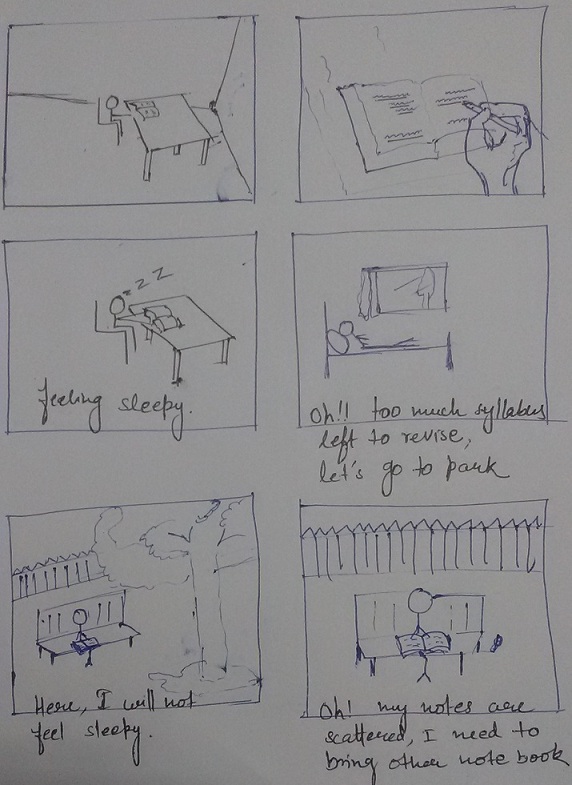 z z z
feeling sleepy.
Oh!! too much syllabus
left to revise,
let's go to park
Here, I will not
feel sleepy.
Oh! my notes are
scattered, I need to
bring other note book